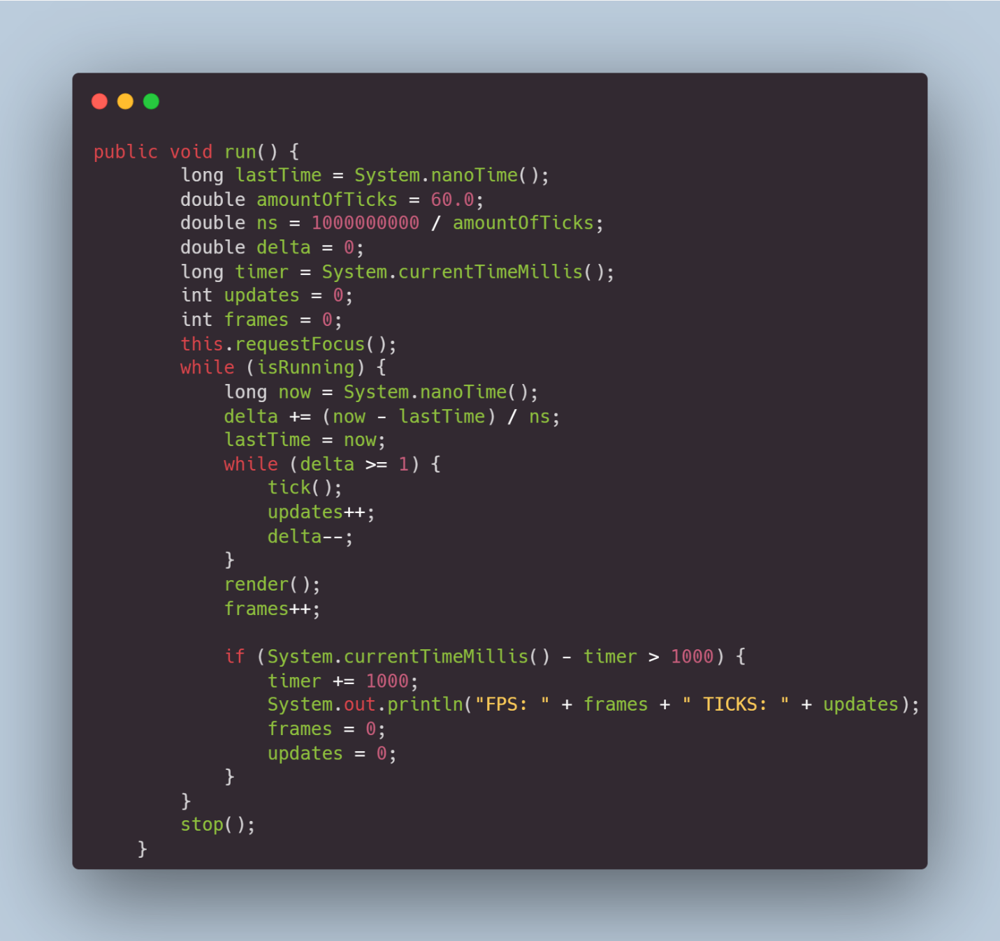 public void run() {
        long lastTime = System.nanoTime();
        double amountOfTicks = 60.0;
        double ns = 1000000000 / amountOfTicks;
        double delta = 0;
        long timer = System.currentTimeMillis();
        int updates = 0;
        int frames = 0;
        this.requestFocus();
        while (isRunning) {
            long now = System.nanoTime();
            delta += (now - lastTime) / ns;
            lastTime = now;
            while (delta >= 1) {
                tick();
                updates++;
                delta--;
            }
            render();
            frames++;

            if (System.currentTimeMillis() - timer > 1000) {
                timer += 1000;
                System.out.println("FPS: " + frames + " TICKS: " + updates);
                frames = 0;
                updates = 0;
            }
        }
        stop();
    }